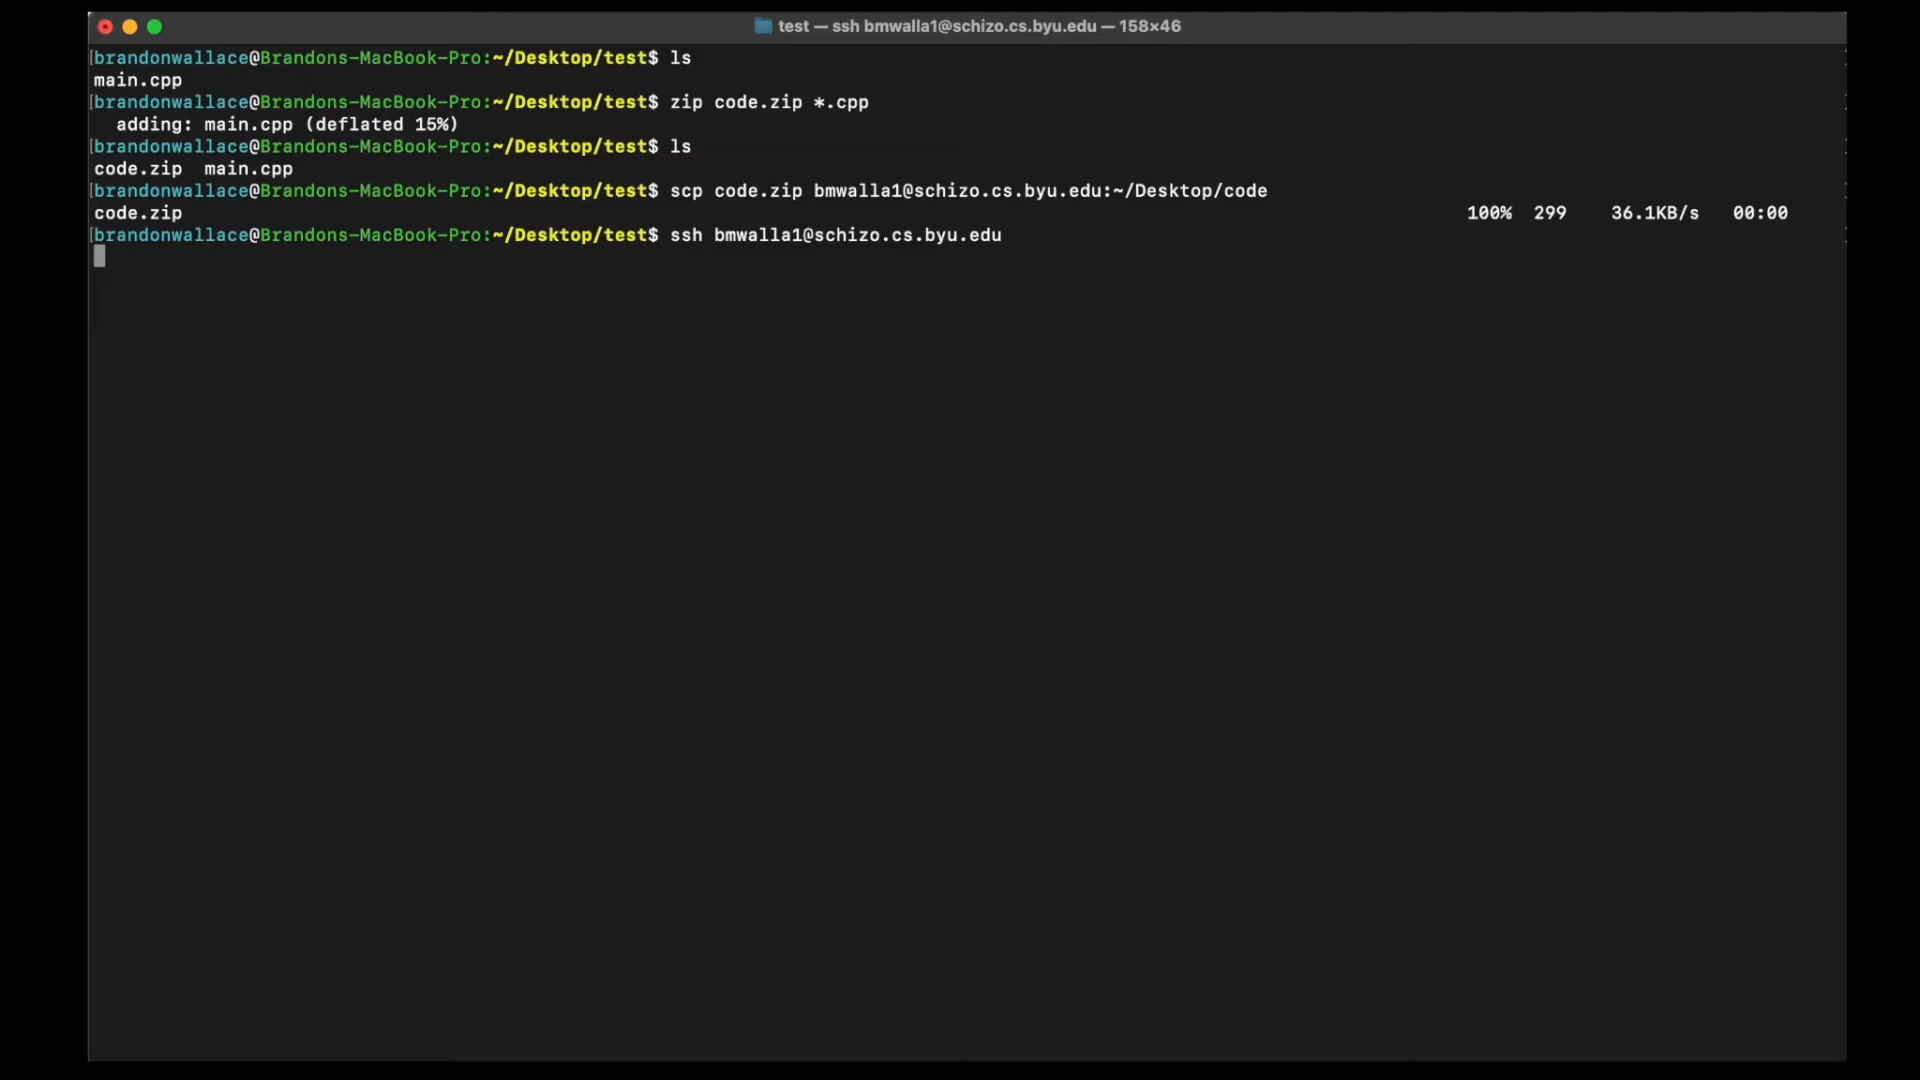 test — ssh bmwalla1@schizo.cs.byu.edu — 158×46
[brandonwallace@Brandons-MacBook-Pro:~/Desktop/test$ ls
main.cpp
[brandonwallace@Brandons-MacBook-Pro:~/Desktop/test$ zip code.zip *.cpp
  adding: main.cpp (deflated 15%)
[brandonwallace@Brandons-MacBook-Pro:~/Desktop/test$ ls
code.zip  main.cpp
[brandonwallace@Brandons-MacBook-Pro:~/Desktop/test$ scp code.zip bmwalla1@schizo.cs.byu.edu:~/Desktop/code
code.zip 100%  299    36.1KB/s   00:00
[brandonwallace@Brandons-MacBook-Pro:~/Desktop/test$ ssh bmwalla1@schizo.cs.byu.edu